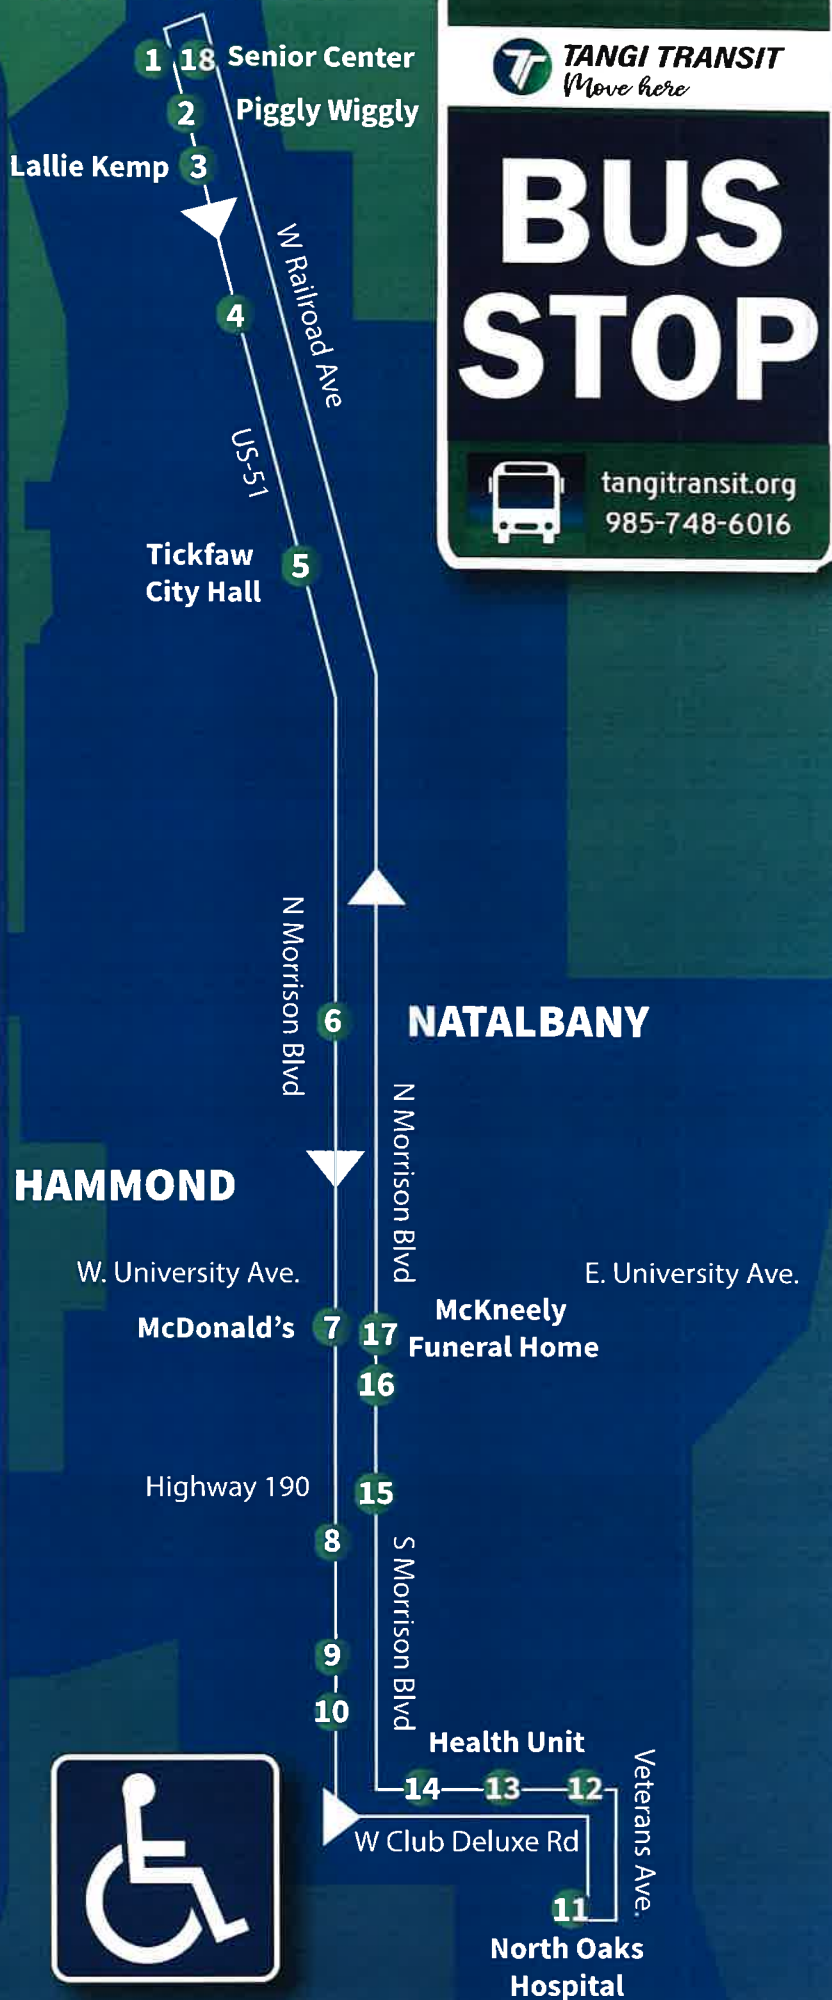 1 18 Senior Center
2 Piggly Wiggly
Lallie Kemp 3
W Railroad Ave
4
US-51
Tickfaw
City Hall
5
TANGI TRANSIT
Move here
BUS
STOP
tangitransit.org
985-748-6016
N Morrison Blvd
6
NATALBANY
N Morrison Blvd
HAMMOND
W. University Ave.
E. University Ave.
McDonald's 7
17
McKneely
Funeral Home
16
Highway 190
15
8
S Morrison Blvd
9
10
Health Unit
14 13 12
Veterans Ave.
W Club Deluxe Rd
11
North Oaks
Hospital